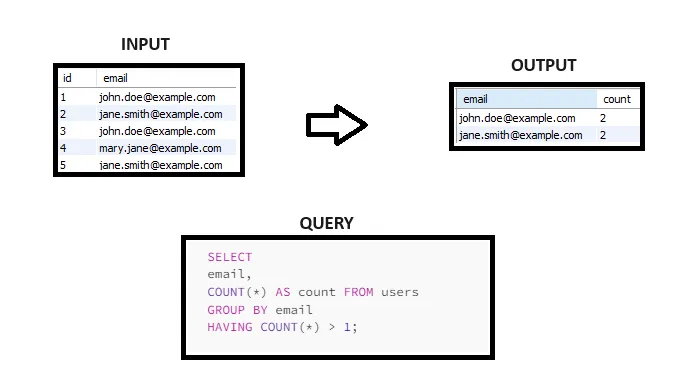 INPUT
id email
1 john.doe@example.com
2 jane.smith@example.com
3 john.doe@example.com
4 mary.jane@example.com
5 jane.smith@example.com
OUTPUT
email count
john.doe@example.com 2
jane.smith@example.com 2
QUERY
SELECT
email,
COUNT(*) AS count FROM users
GROUP BY email
HAVING COUNT(*) > 1;